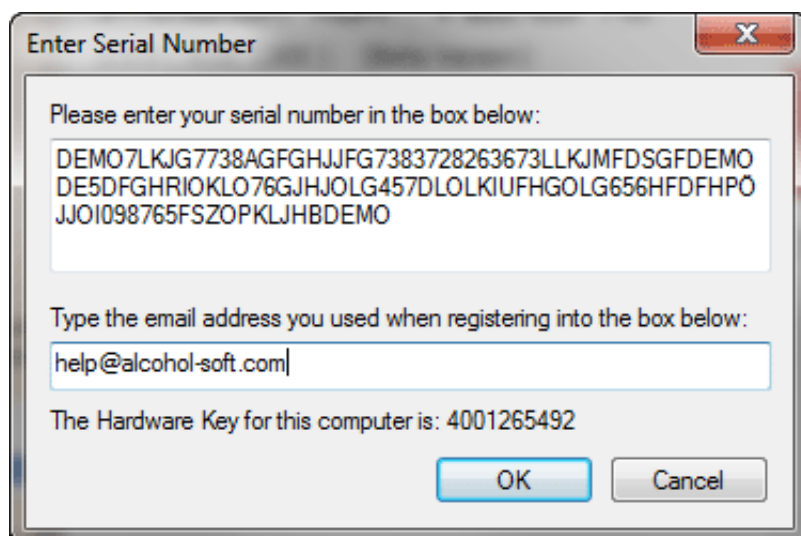 Enter Serial Number
Please enter your serial number in the box below:
DEMO7LKJG7738AGFGHJJFG7383728263673LLKJMFDSGFDEMO
DE5DFGHRIOKLO76GJHJOLG457DLOLKIUFHGOLG656HFDFHPÖ
JJOI098765FSZOPKLJHBDEMO
Type the email address you used when registering into the box below:
help@alcohol-soft.com
The Hardware Key for this computer is: 4001265492
OK
Cancel